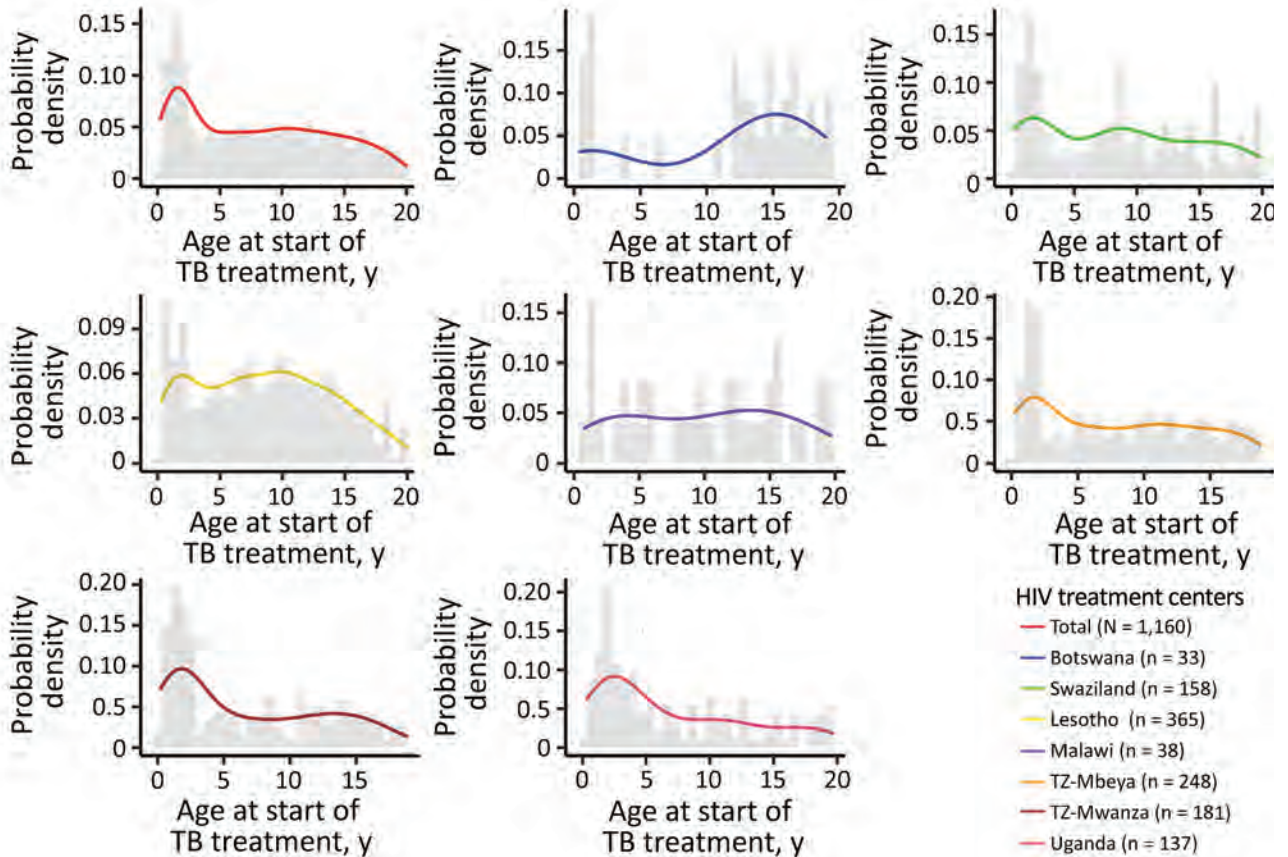 0.15
0.10
0.05
0
Probability
density
0 5 10 15 20
Age at start of
TB treatment, y
0.15
0.10
0.05
0
Probability
density
0 5 10 15 20
Age at start of
TB treatment, y
0.15
0.10
0.05
0
Probability
density
0 5 10 15 20
Age at start of
TB treatment, y
0.09
0.06
0.03
0
Probability
density
0 5 10 15 20
Age at start of
TB treatment, y
0.15
0.10
0.05
0
Probability
density
0 5 10 15 20
Age at start of
TB treatment, y
0.20
0.15
0.10
0.5
0
Probability
density
0 5 10 15
Age at start of
TB treatment, y
0.20
0.15
0.10
0.5
0
Probability
density
0 5 10 15
Age at start of
TB treatment, y
0.20
0.15
0.10
0.5
0
Probability
density
0 5 10 15 20
Age at start of
TB treatment, y
HIV treatment centers
Total (N = 1,160)
Botswana (n = 33)
Swaziland (n = 158)
Lesotho (n = 365)
Malawi (n = 38)
TZ-Mbeya (n = 248)
TZ-Mwanza (n = 181)
Uganda (n = 137)